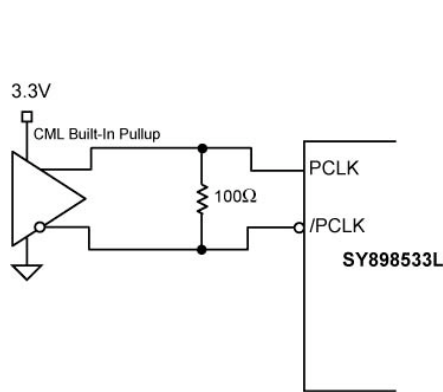 3.3V
CML Built-In Pullup
PCLK
100Ω
/PCLK
SY898533L